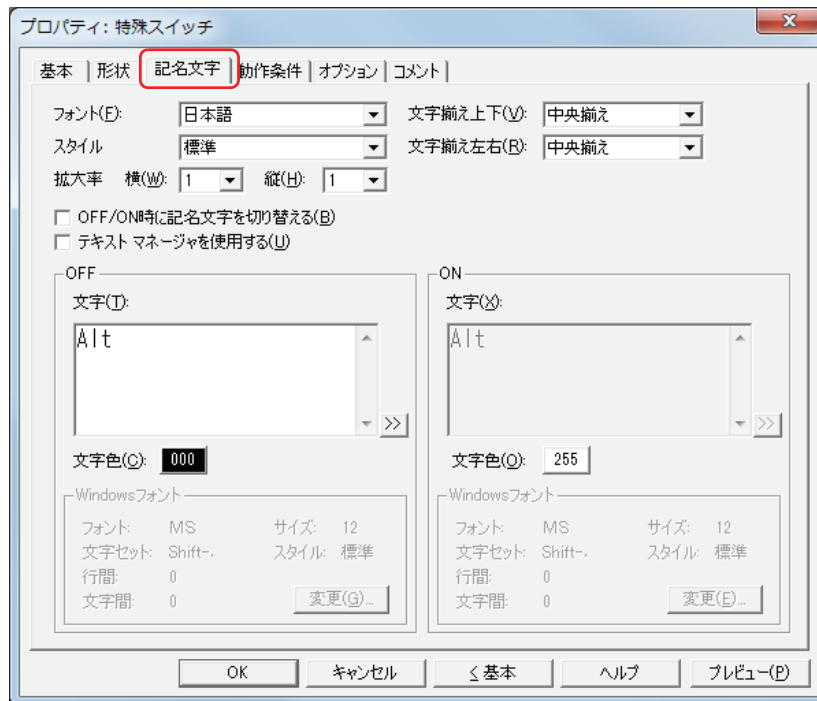 プロパティ: 特殊スイッチ
基本 形状 記名文字 動作条件 オプション コメント
フォント(F): 日本語 文字揃え上下(V): 中央揃え
スタイル 標準 文字揃え左右(R): 中央揃え
拡大率 横(W): 1 縦(H): 1
OFF/ON時に記名文字を切り替える(B)
テキスト マネージャを使用する(U)
OFF
文字(T):
Alt
>>
文字色(C): 000
Windowsフォント
フォント: MS サイズ: 12
文字セット: Shift-. スタイル: 標準
行間: 0
文字間: 0 変更(G)...
ON
文字(X):
Alt
>>
文字色(O): 255
Windowsフォント
フォント: MS サイズ: 12
文字セット: Shift-. スタイル: 標準
行間: 0
文字間: 0 変更(E)...
OK キャンセル <基本 ヘルプ プレビュー(P)